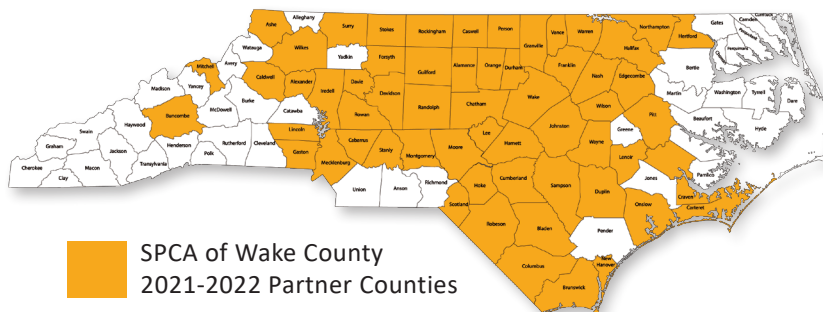 Ashe
Alleghany
Surry
Stokes
Rockingham
Caswell
Person
Granville
Vance
Warren
Northampton
Gates
Camden
Hertford
Halifax
Watauga
Wilkes
Yadkin
Forsyth
Guilford
Alamance
Orange
Durham
Franklin
Nash
Edgecombe
Bertie
Mitchell
Avery
Caldwell
Alexander
Iredell
Davie
Davidson
Randolph
Chatham
Wake
Wilson
Martin
Washington
Tyrrell
Dare
Madison
Yancey
Burke
Catawba
Rowan
Buncombe
McDowell
Lincoln
Johnston
Greene
Beaufort
Hyde
Swain
Haywood
Graham
Jackson
Henderson
Rutherford
Cleveland
Gaston
Mecklenburg
Cabarrus
Stanly
Montgomery
Moore
Lee
Harnett
Wayne
Lenoir
Pamlico
Cherokee
Clay
Macon
Transylvania
Polk
Union
Anson
Richmond
Scotland
Hoke
Cumberland
Sampson
Duplin
Jones
Craven
Carteret
Onslow
Robeson
Bladen
Pender
New
Hanover
Columbus
Brunswick
SPCA of Wake County
2021-2022 Partner Counties